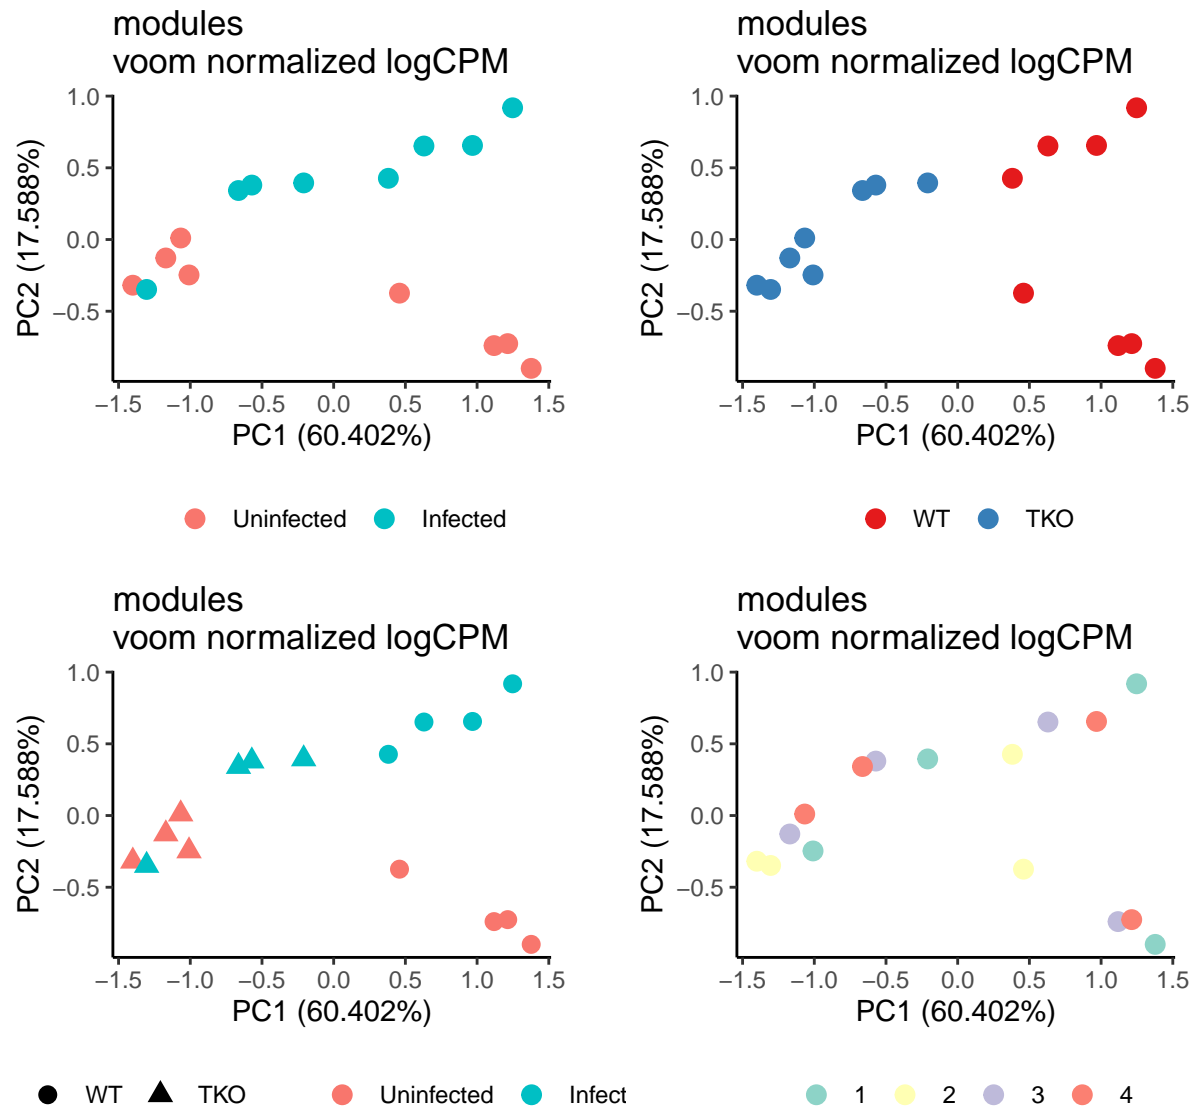 modules
voom normalized logCPM
PC2 (17.588%)
1.0
0.5
0.0
−0.5
−1.5 −1.0 −0.5 0.0 0.5 1.0 1.5
PC1 (60.402%)
Uninfected Infected
modules
voom normalized logCPM
PC2 (17.588%)
1.0
0.5
0.0
−0.5
−1.5 −1.0 −0.5 0.0 0.5 1.0 1.5
PC1 (60.402%)
WT TKO
modules
voom normalized logCPM
PC2 (17.588%)
1.0
0.5
0.0
−0.5
−1.5 −1.0 −0.5 0.0 0.5 1.0 1.5
PC1 (60.402%)
WT TKO Uninfected Infect
modules
voom normalized logCPM
PC2 (17.588%)
1.0
0.5
0.0
−0.5
−1.5 −1.0 −0.5 0.0 0.5 1.0 1.5
PC1 (60.402%)
1 2 3 4